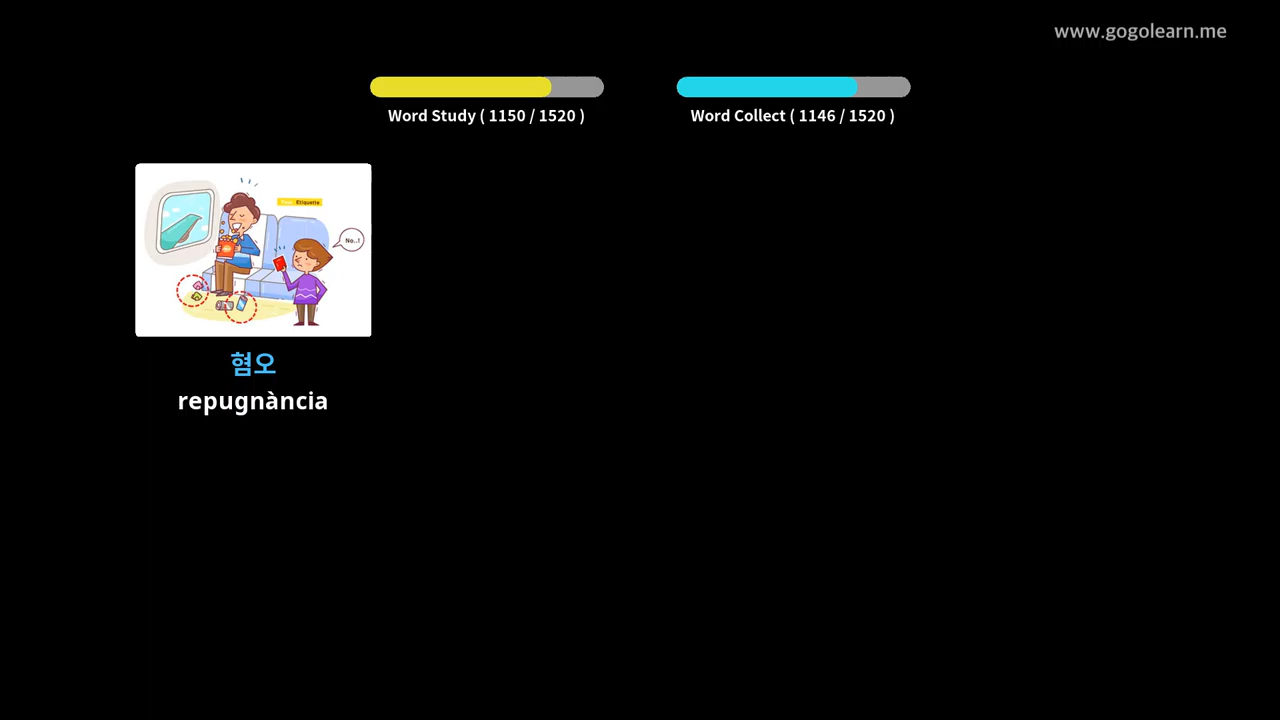 www.gogolearn.me
Word Study ( 1150 / 1520 )
Word Collect ( 1146 / 1520 )
Etiquette
No..!
혐오
repugnància